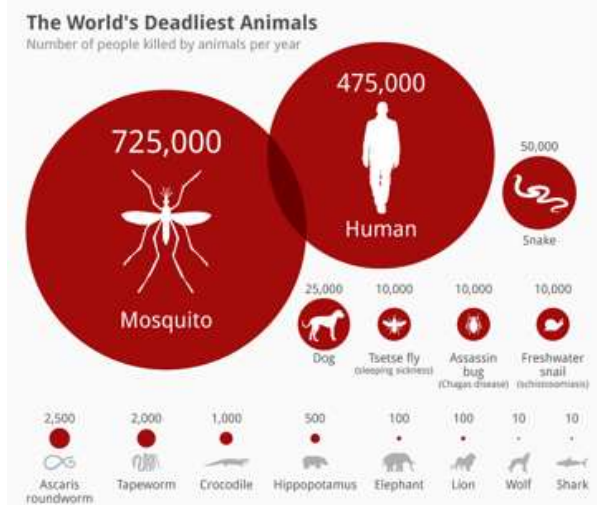 The World's Deadliest Animals
Number of people killed by animals per year
725,000
Mosquito
475,000
Human
50,000
Snake
25,000
Dog
10,000
Tsetse fly
(sleeping sickness)
10,000
Assassin
bug
(Chagas disease)
10,000
Freshwater
snail
(schistosomiasis)
2,500
Ascaris
roundworm
2,000
Tapeworm
1,000
Crocodile
500
Hippopotamus
100
Elephant
100
Lion
10
Wolf
10
Shark